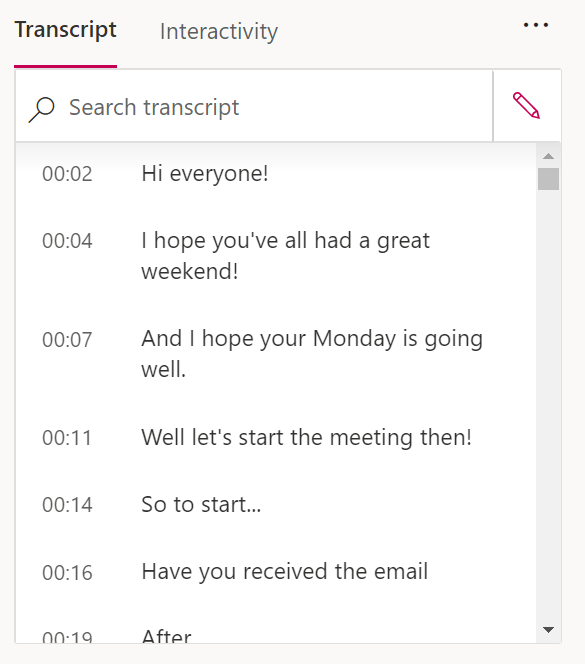 Transcript Interactivity ...
Search transcript
00:02 Hi everyone!
00:04 I hope you've all had a great
weekend!
00:07 And I hope your Monday is going
well.
00:11 Well let's start the meeting then!
00:14 So to start...
00:16 Have you received the email
00:19 After